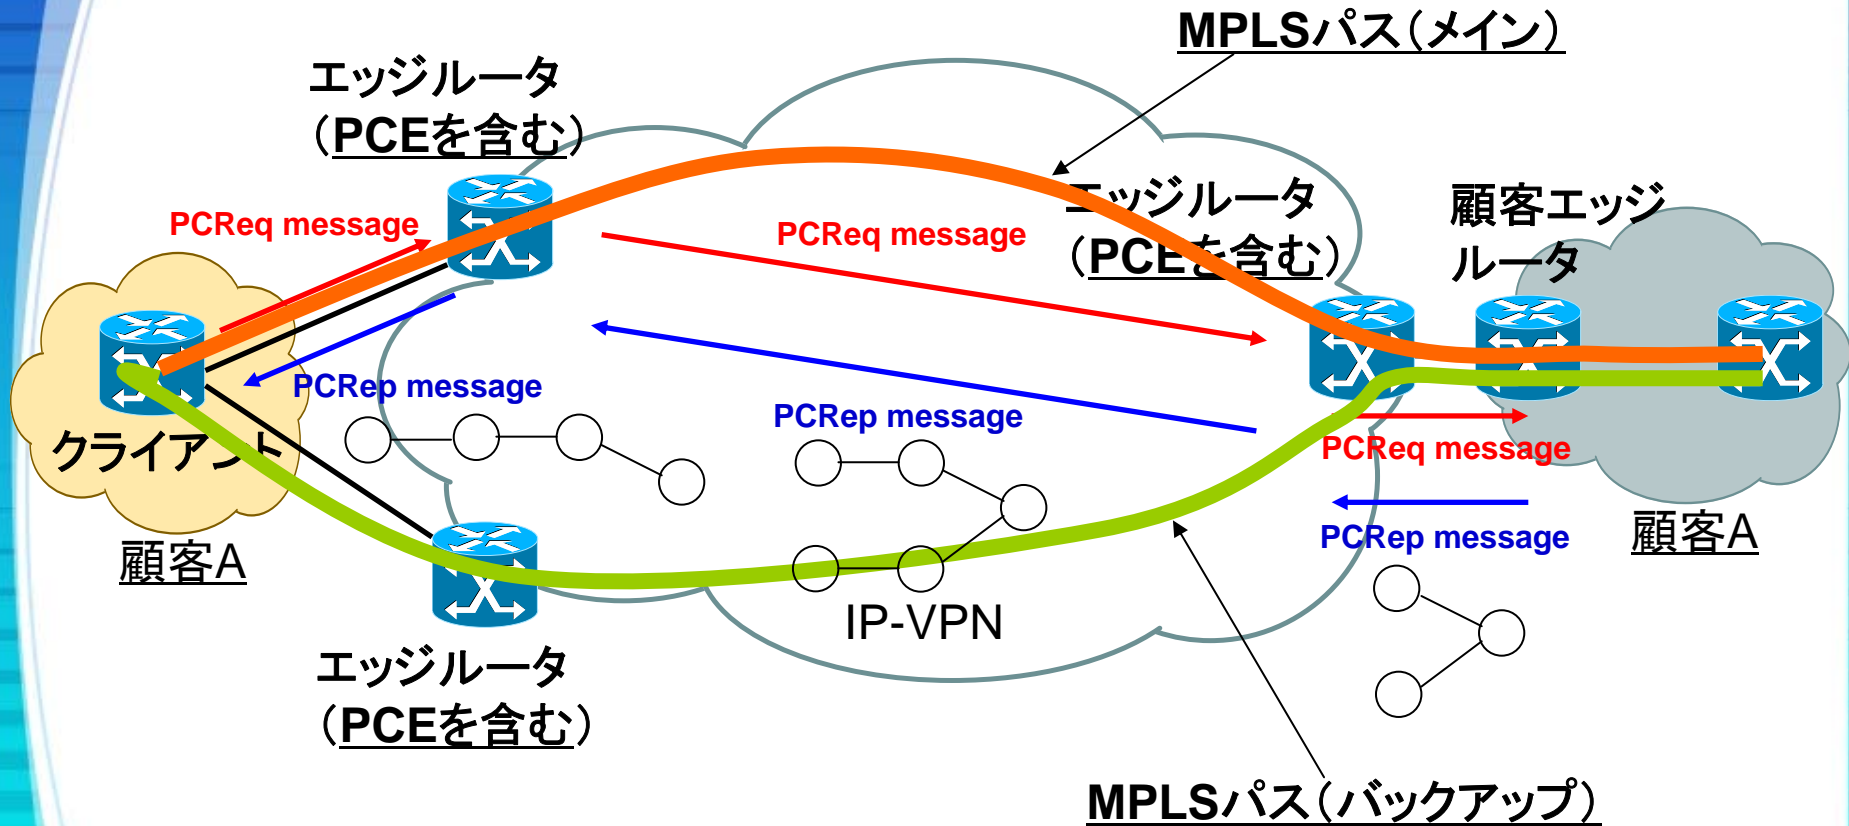 MPLSパス（メイン）
エッジルータ
（PCEを含む）
エッジルータ
（PCEを含む）
顧客エッジ
ルータ
PCReq message
PCReq message
PCRep message
PCRep message
PCReq message
PCRep message
クライアント
顧客A
顧客A
IP-VPN
エッジルータ
（PCEを含む）
MPLSパス（バックアップ）